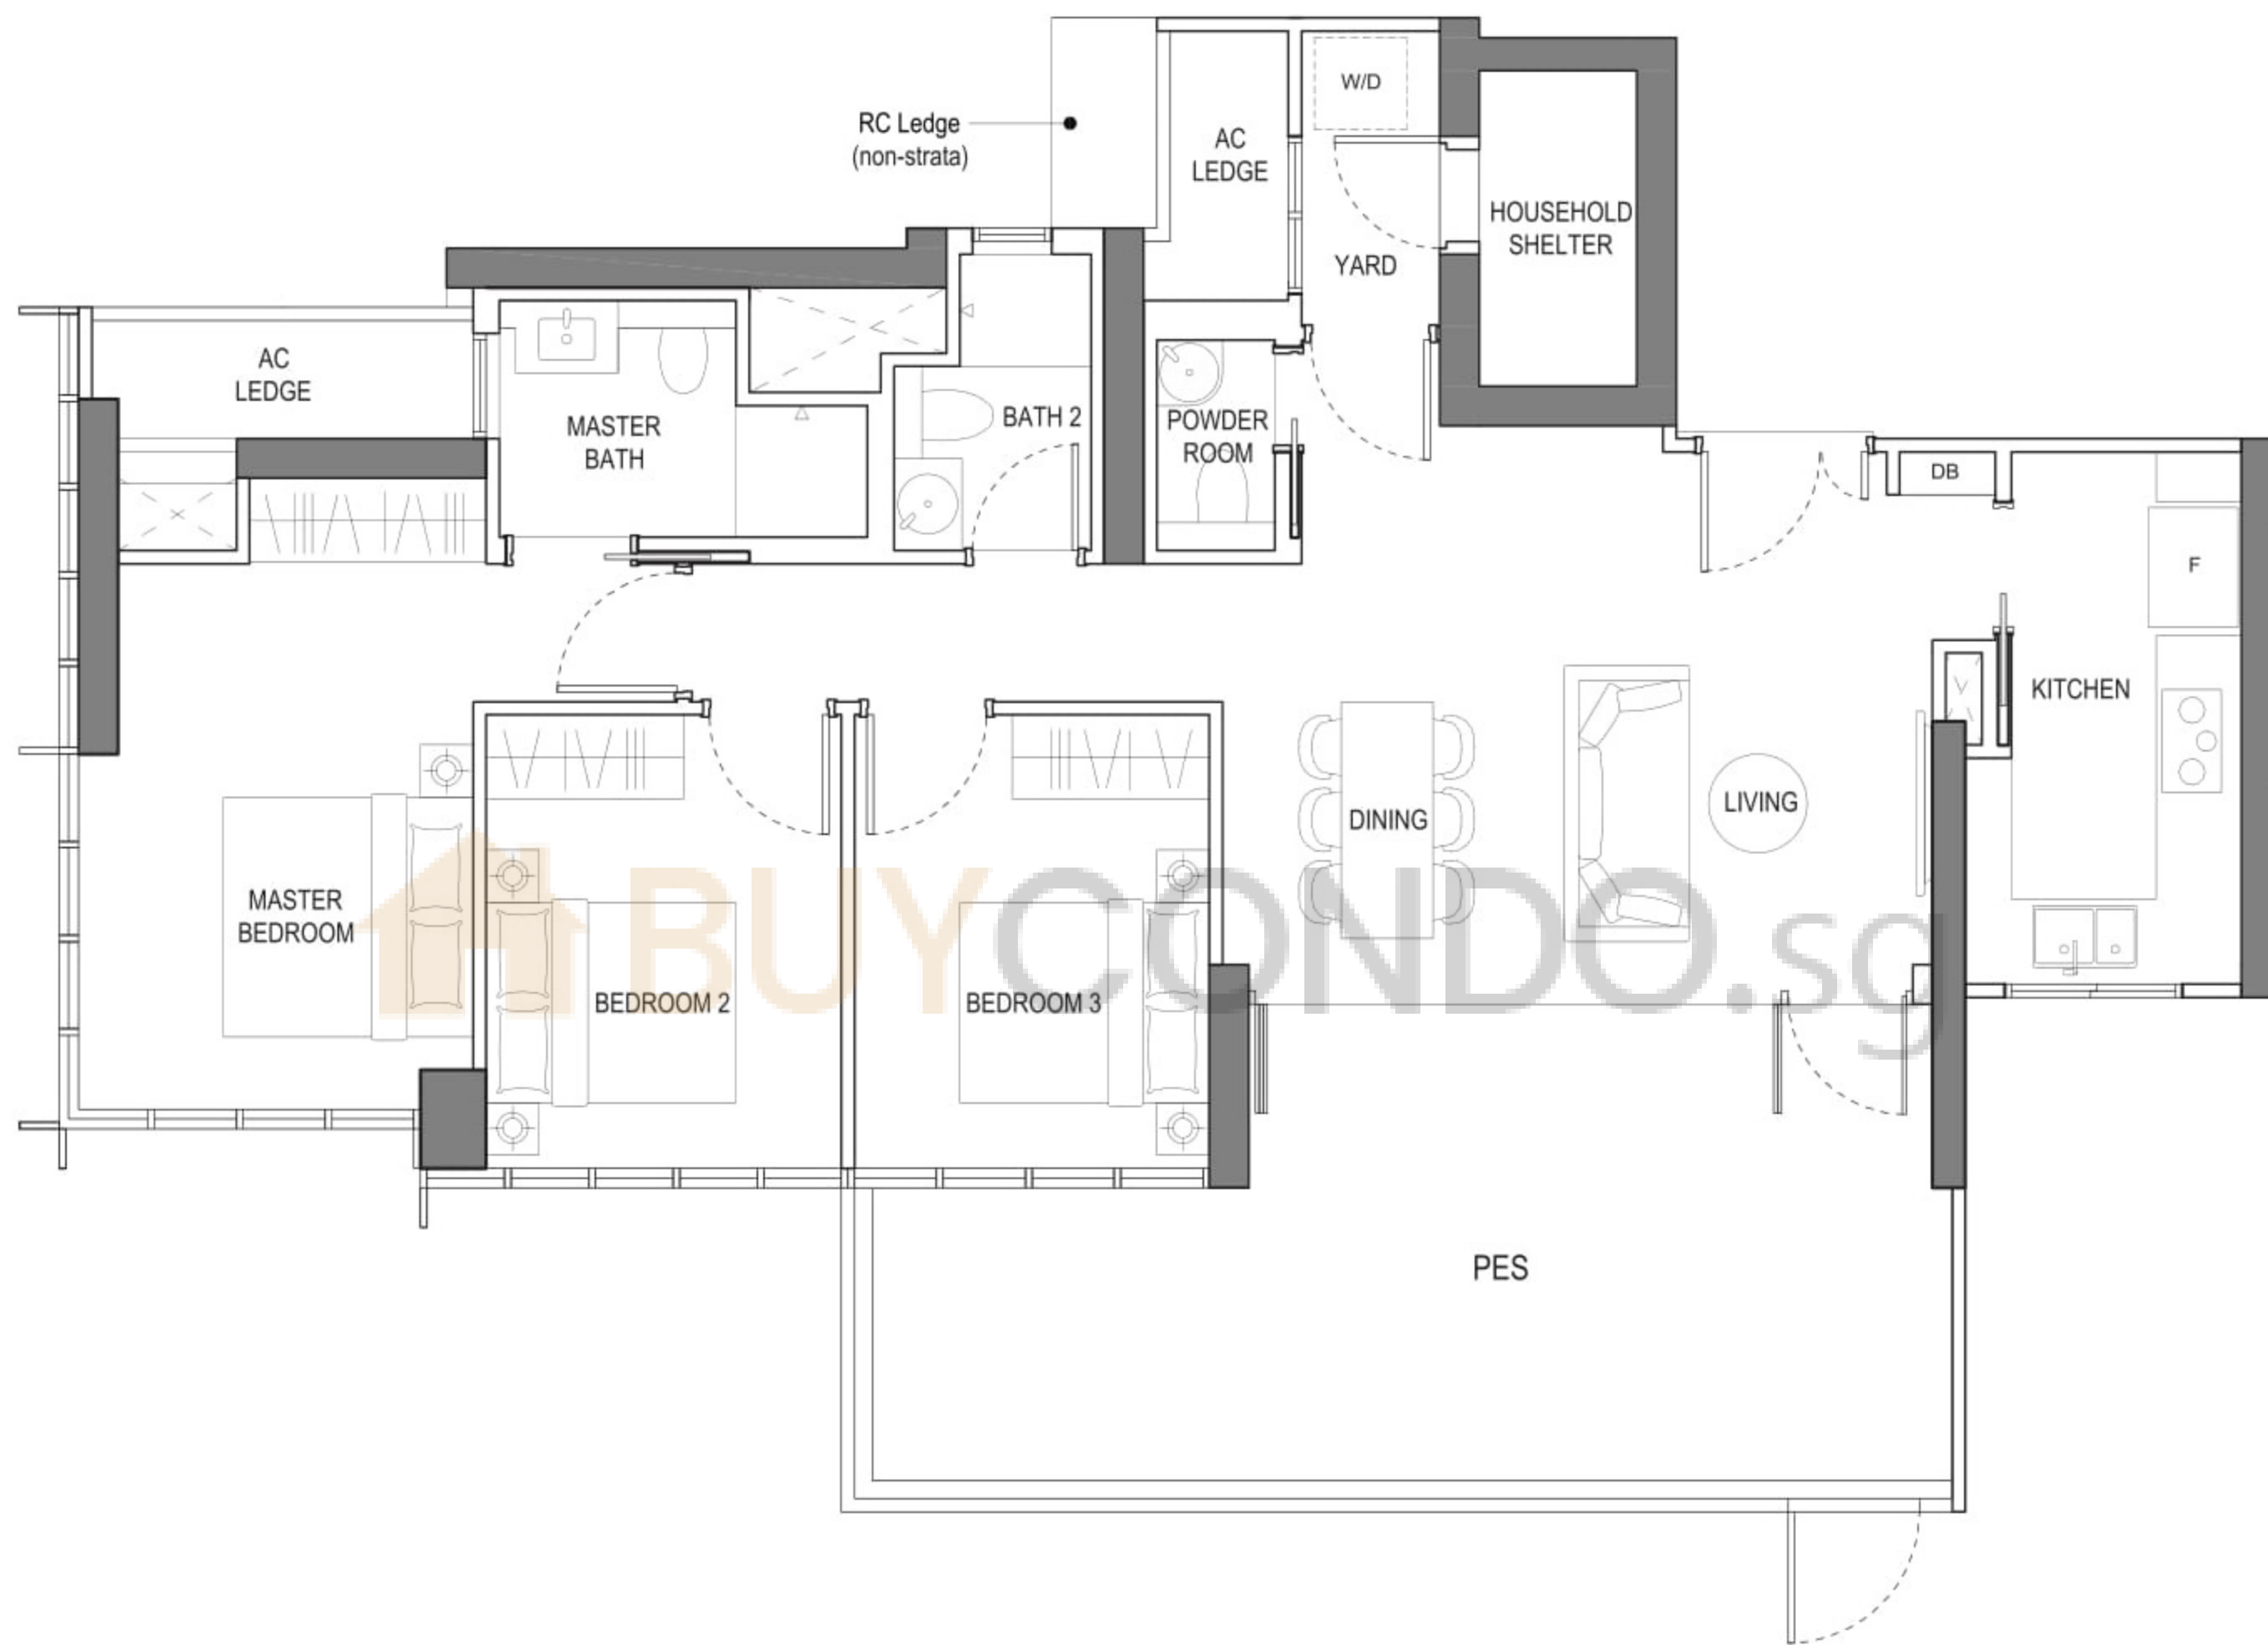 W/D
RC Ledge
(non-strata)
AC
LEDGE
HOUSEHOLD
SHELTER
YARD
AC
LEDGE
MASTER
BATH
BATH 2
POWDER
ROOM
DB
F
KITCHEN
LIVING
DINING
MASTER
BEDROOM
BUYCONDO.sg
BEDROOM 2
BEDROOM 3
PES